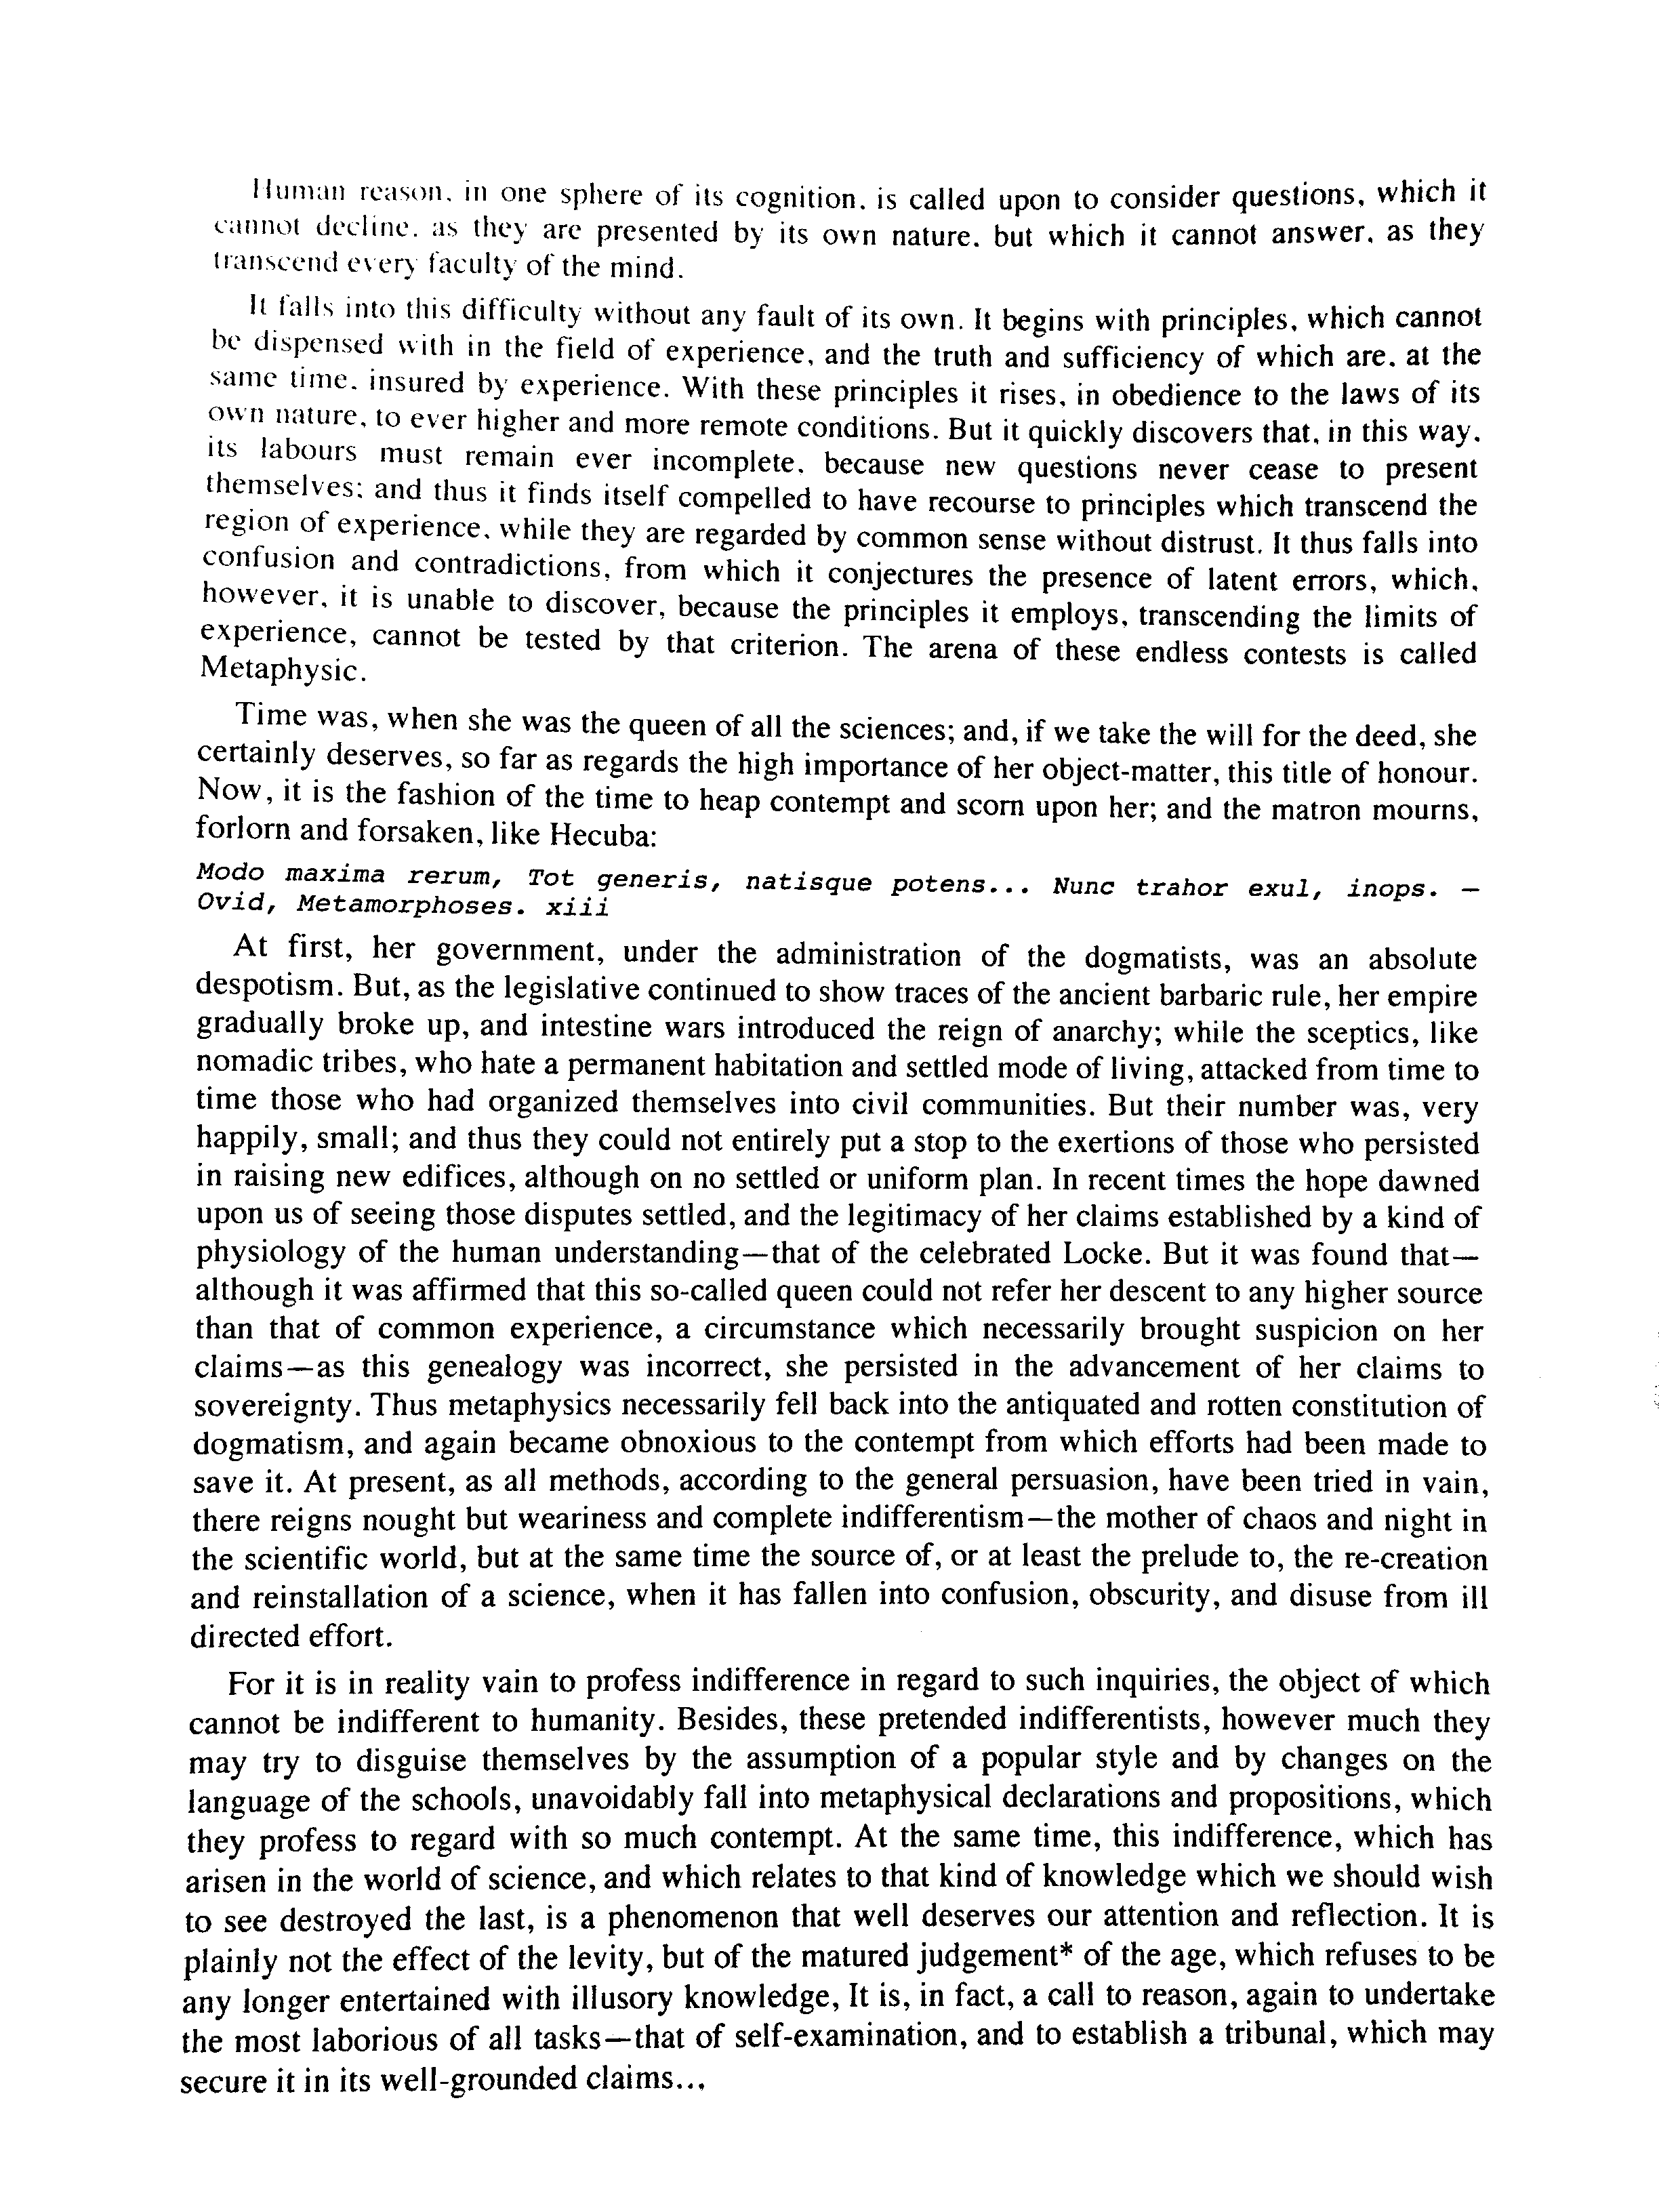 Human reason, in one sphere of its cognition, is called upon to consider questions, which it
cannot decline, as they are presented by its own nature, but which it cannot answer, as they
transcend every faculty of the mind.
It falls into this difficulty without any fault of its own. It begins with principles, which cannot
be dispensed with in the field of experience, and the truth and sufficiency of which are, at the
same time, insured by experience. With these principles it rises, in obedience to the laws of its
own nature, to ever higher and more remote conditions. But it quickly discovers that, in this way,
its labours must remain ever incomplete, because new questions never cease to present
themselves; and thus it finds itself compelled to have recourse to principles which transcend the
region of experience, while they are regarded by common sense without distrust. It thus falls into
confusion and contradictions, from which it conjectures the presence of latent errors, which,
however, it is unable to discover, because the principles it employs, transcending the limits of
experience, cannot be tested by that criterion. The arena of these endless contests is called
Metaphysic.
Time was, when she was the queen of all the sciences; and, if we take the will for the deed, she
certainly deserves, so far as regards the high importance of her object-matter, this title of honour.
Now, it is the fashion of the time to heap contempt and scorn upon her; and the matron mourns,
forlorn and forsaken, like Hecuba:
Modo maxima rerum, Tot generis, natisque potens... Nunc trahor exul, inops. —
Ovid, Metamorphoses. xiii
At first, her government, under the administration of the dogmatists, was an absolute
despotism. But, as the legislative continued to show traces of the ancient barbaric rule, her empire
gradually broke up, and intestine wars introduced the reign of anarchy; while the sceptics, like
nomadic tribes, who hate a permanent habitation and settled mode of living, attacked from time to
time those who had organized themselves into civil communities. But their number was, very
happily, small; and thus they could not entirely put a stop to the exertions of those who persisted
in raising new edifices, although on no settled or uniform plan. In recent times the hope dawned
upon us of seeing those disputes settled, and the legitimacy of her claims established by a kind of
physiology of the human understanding—that of the celebrated Locke. But it was found that—
although it was affirmed that this so-called queen could not refer her descent to any higher source
than that of common experience, a circumstance which necessarily brought suspicion on her
claims—as this genealogy was incorrect, she persisted in the advancement of her claims to
sovereignty. Thus metaphysics necessarily fell back into the antiquated and rotten constitution of
dogmatism, and again became obnoxious to the contempt from which efforts had been made to
save it. At present, as all methods, according to the general persuasion, have been tried in vain,
there reigns nought but weariness and complete indifferentism—the mother of chaos and night in
the scientific world, but at the same time the source of, or at least the prelude to, the re-creation
and reinstallation of a science, when it has fallen into confusion, obscurity, and disuse from ill
directed effort.
For it is in reality vain to profess indifference in regard to such inquiries, the object of which
cannot be indifferent to humanity. Besides, these pretended indifferentists, however much they
may try to disguise themselves by the assumption of a popular style and by changes on the
language of the schools, unavoidably fall into metaphysical declarations and propositions, which
they profess to regard with so much contempt. At the same time, this indifference, which has
arisen in the world of science, and which relates to that kind of knowledge which we should wish
to see destroyed the last, is a phenomenon that well deserves our attention and reflection. It is
plainly not the effect of the levity, but of the matured judgement* of the age, which refuses to be
any longer entertained with illusory knowledge, It is, in fact, a call to reason, again to undertake
the most laborious of all tasks—that of self-examination, and to establish a tribunal, which may
secure it in its well-grounded claims...